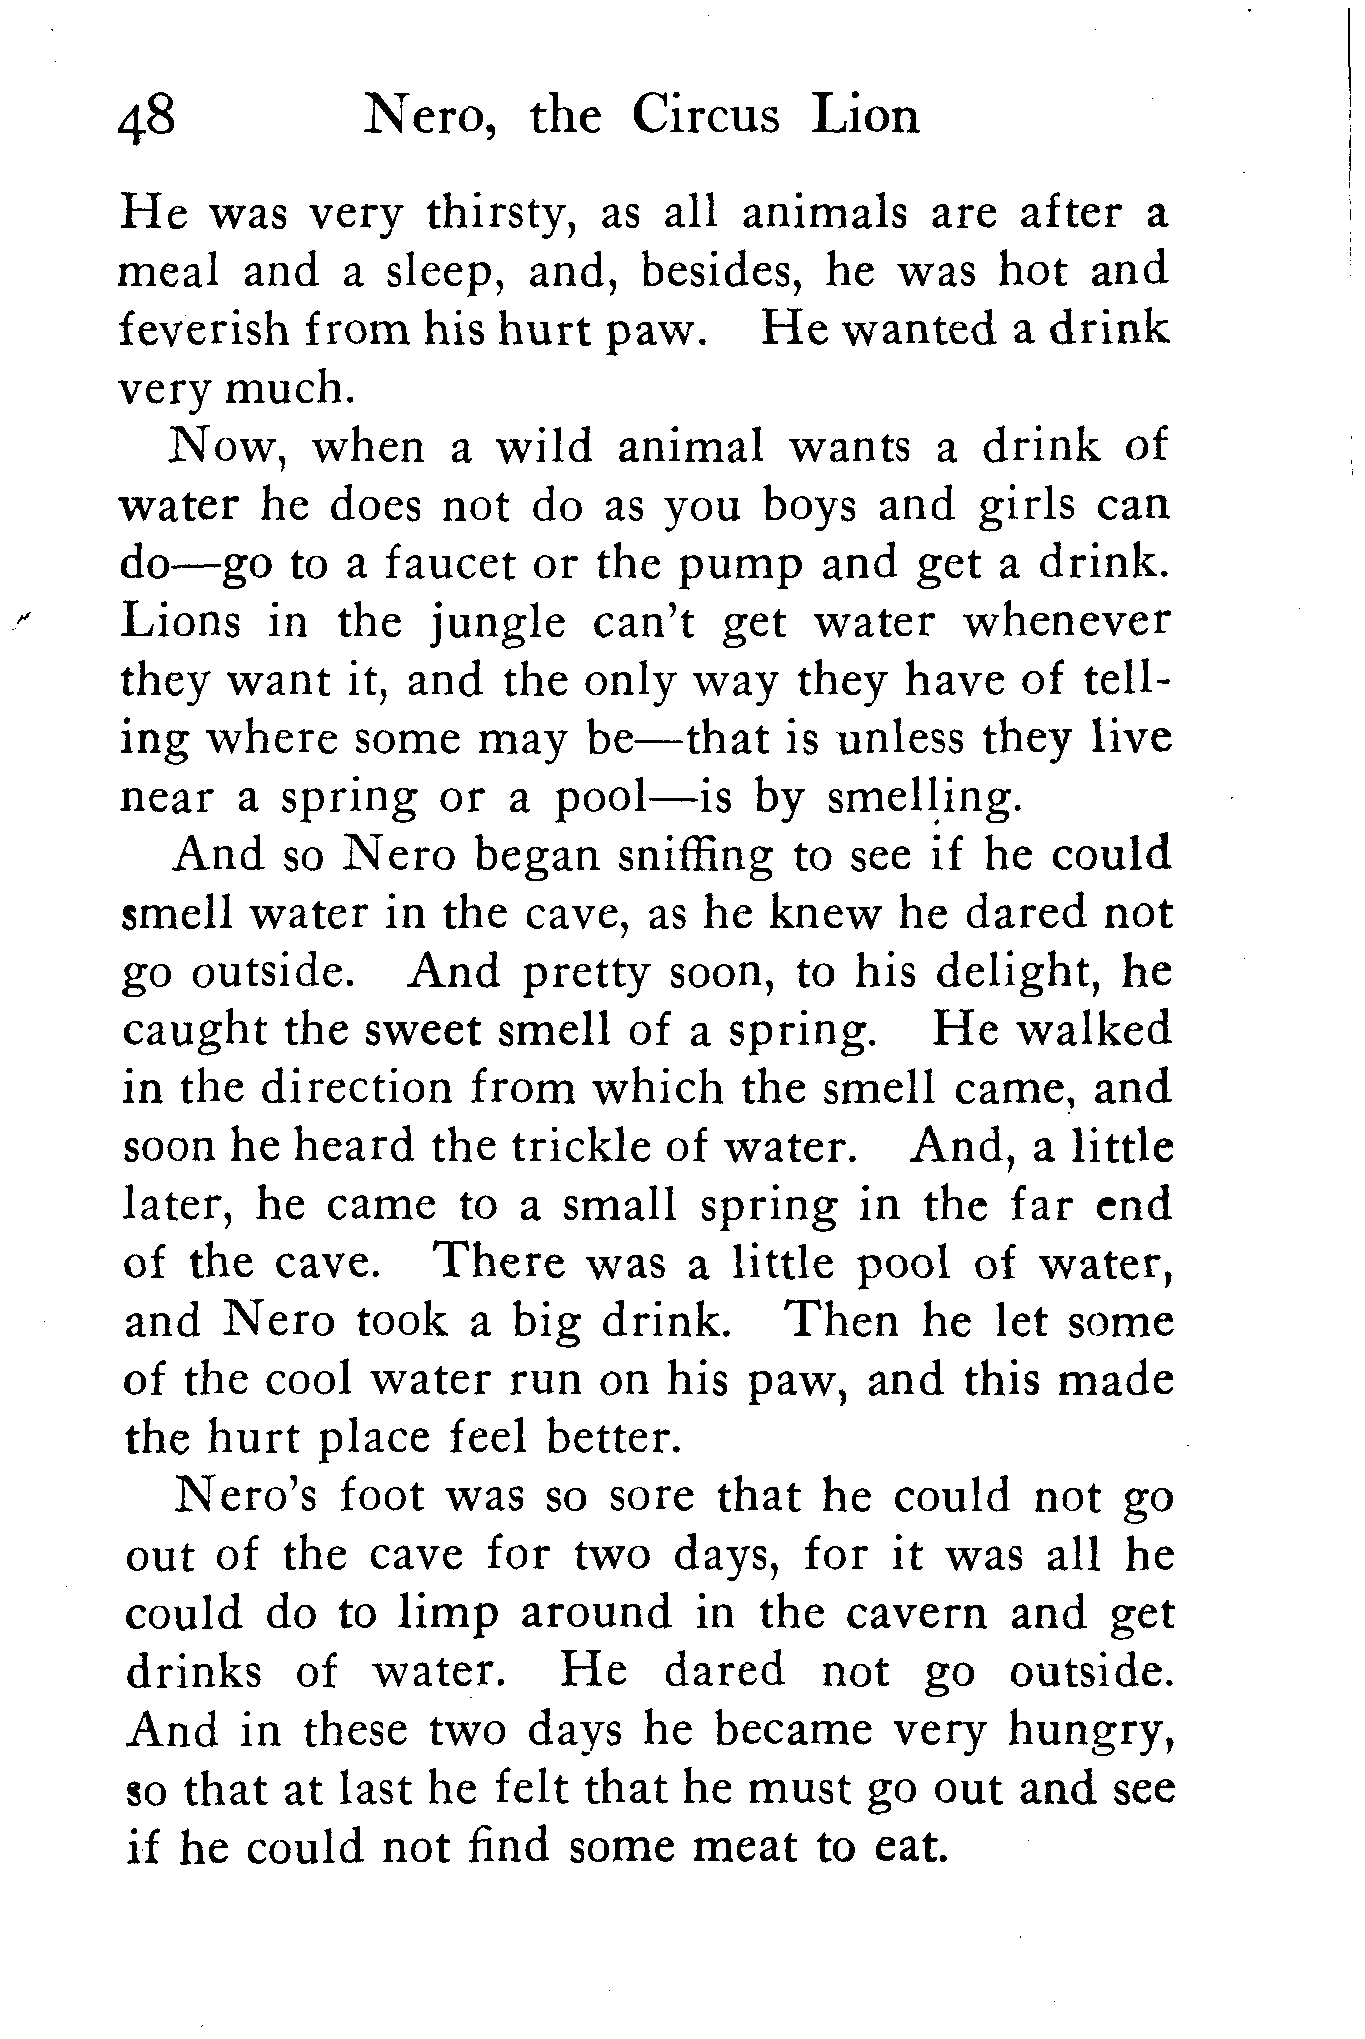 48 Nero, the Circus Lion
He was very thirsty, as all animals are after a
meal and a sleep, and, besides, he was hot and
feverish from his hurt paw. He wanted a drink
very much.
Now, when a wild animal wants a drink of
water he does not do as you boys and girls can
do—go to a faucet or the pump and get a drink.
Lions in the jungle can't get water whenever
they want it, and the only way they have of tell-
ing where some may be—that is unless they live
near a spring or a pool—is by smelling.
And so Nero began sniffing to see if he could
smell water in the cave, as he knew he dared not
go outside. And pretty soon, to his delight, he
caught the sweet smell of a spring. He walked
in the direction from which the smell came, and
soon he heard the trickle of water. And, a little
later, he came to a small spring in the far end
of the cave. There was a little pool of water,
and Nero took a big drink. Then he let some
of the cool water run on his paw, and this made
the hurt place feel better.
Nero's foot was so sore that he could not go
out of the cave for two days, for it was all he
could do to limp around in the cavern and get
drinks of water. He dared not go outside.
And in these two days he became very hungry,
so that at last he felt that he must go out and see
if he could not find some meat to eat.